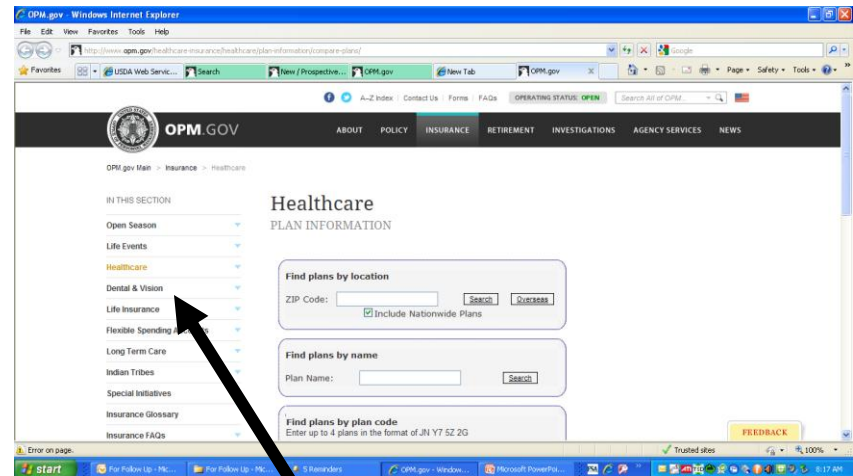 OPM.gov - Windows Internet Explorer
File Edit View Favorites Tools Help
http://www.opm.gov/healthcare-insurance/healthcare/plan-information/compare-plans/ Google
Favorites USDA Web Servic... Search New / Prospective... OPM.gov New Tab OPM.gov X Page Safety Tools
A-Z Index Contact Us Forms FAQs OPERATING STATUS: OPEN Search All of OPM...
OPM.GOV ABOUT POLICY INSURANCE RETIREMENT INVESTIGATIONS AGENCY SERVICES NEWS
OPM.gov Main > Insurance > Healthcare
IN THIS SECTION
Open Season
Life Events
Healthcare
Dental & Vision
Life Insurance
Flexible Spending
Long Term Care
Indian Tribes
Special Initiatives
Insurance Glossary
Insurance FAQs
Healthcare
PLAN INFORMATION
Find plans by location
ZIP Code: Search Overseas
Include Nationwide Plans
Find plans by name
Plan Name: Search
Find plans by plan code
Enter up to 4 plans in the format of JN Y7 5Z 2G
FEEDBACK
Error on page. Trusted sites 100%
start For Follow Up - Mic... For Follow Up - Mic... 5 Reminders OPM.gov - Window... Microsoft PowerPoi... 8:17 AM